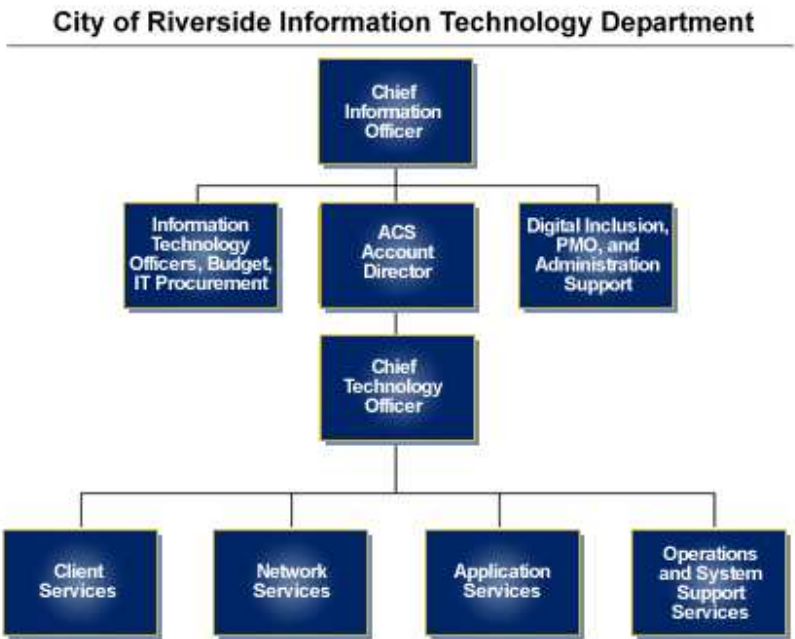 City of Riverside Information Technology Department
Chief
Information
Officer
Information
Technology
Officers, Budget,
IT Procurement
ACS
Account
Director
Digital Inclusion,
PMO, and
Administration
Support
Chief
Technology
Officer
Client
Services
Network
Services
Application
Services
Operations
and System
Support
Services